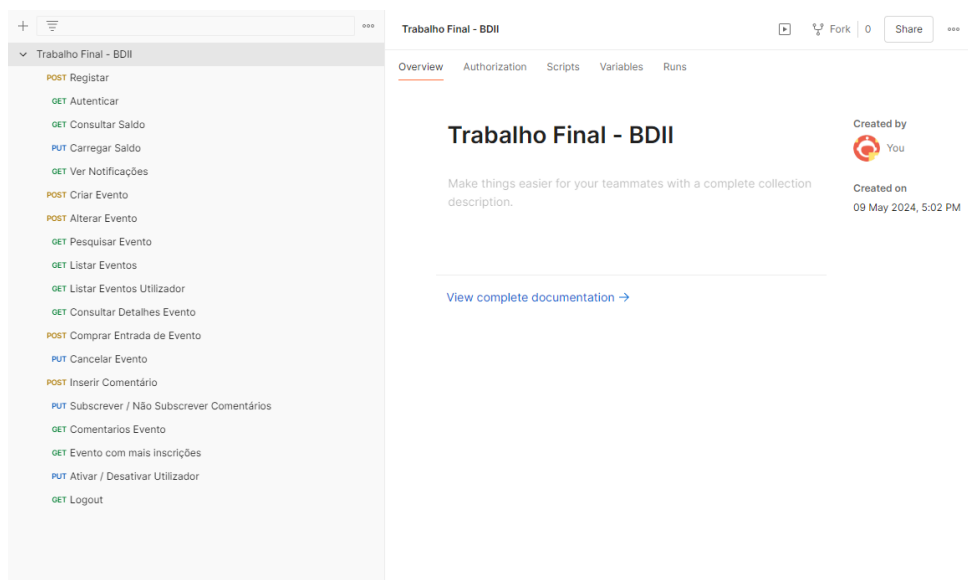 Trabalho Final - BDII
POST Registar
GET Autenticar
GET Consultar Saldo
PUT Carregar Saldo
GET Ver Notificações
POST Criar Evento
POST Alterar Evento
GET Pesquisar Evento
GET Listar Eventos
GET Listar Eventos Utilizador
GET Consultar Detalhes Evento
POST Comprar Entrada de Evento
PUT Cancelar Evento
POST Inserir Comentário
PUT Subscrever / Não Subscrever Comentários
GET Comentarios Evento
GET Evento com mais inscrições
PUT Ativar / Desativar Utilizador
GET Logout
Trabalho Final - BDII
Fork 0 Share
Overview Authorization Scripts Variables Runs
Trabalho Final - BDII
Make things easier for your teammates with a complete collection
description.
View complete documentation →
Created by
You
Created on
09 May 2024, 5:02 PM